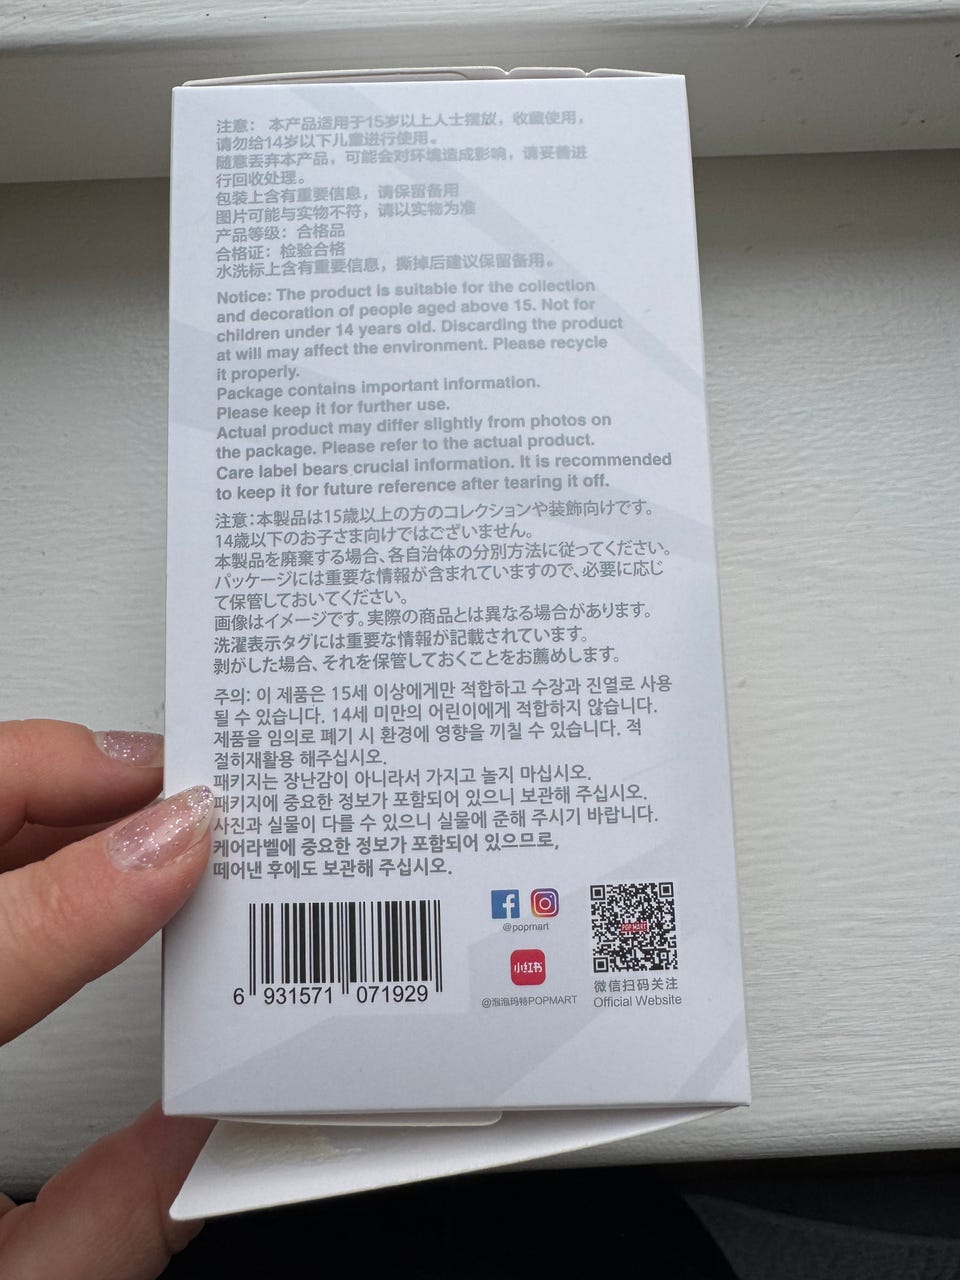 注意： 本产品适用于15岁以上人士摆放，收藏使用，
请勿给14岁以下儿童进行使用。
随意丢弃本产品，可能会对环境造成影响，请妥善进
行回收处理。
包装上含有重要信息，请保留备用
图片可能与实物不符，请以实物为准
产品等级：合格品
合格证：检验合格
水洗标上含有重要信息，撕掉后建议保留备用。
Notice: The product is suitable for the collection
and decoration of people aged above 15. Not for
children under 14 years old. Discarding the product
at will may affect the environment. Please recycle
it properly.
Package contains important information.
Please keep it for further use.
Actual product may differ slightly from photos on
the package. Please refer to the actual product.
Care label bears crucial information. It is recommended
to keep it for future reference after tearing it off.
注意：本製品は15歳以上の方のコレクションや装飾向けです。
14歳以下のお子さま向けではございません。
本製品を廃棄する場合、各自治体の分別方法に従ってください。
パッケージには重要な情報が含まれていますので、必要に応じ
て保管しておいてください。
画像はイメージです。実際の商品とは異なる場合があります。
洗濯表示タグには重要な情報が記載されています。
剥がした場合、それを保管しておくことをお薦めします。
주의: 이 제품은 15세 이상에게만 적합하고 수장과 진열로 사용
될 수 있습니다. 14세 미만의 어린이에게 적합하지 않습니다.
제품을 임의로 폐기 시 환경에 영향을 끼칠 수 있습니다. 적
절히재활용 해주십시오.
패키지는 장난감이 아니라서 가지고 놀지 마십시오.
패키지에 중요한 정보가 포함되어 있으니 보관해 주십시오.
사진과 실물이 다를 수 있으니 실물에 준해 주시기 바랍니다.
케어라벨에 중요한 정보가 포함되어 있으므로,
떼어낸 후에도 보관해 주십시오.
6 931571 071929
@popmart
小红书
@泡泡玛特POPMART
POP MART
微信扫码关注
Official Website